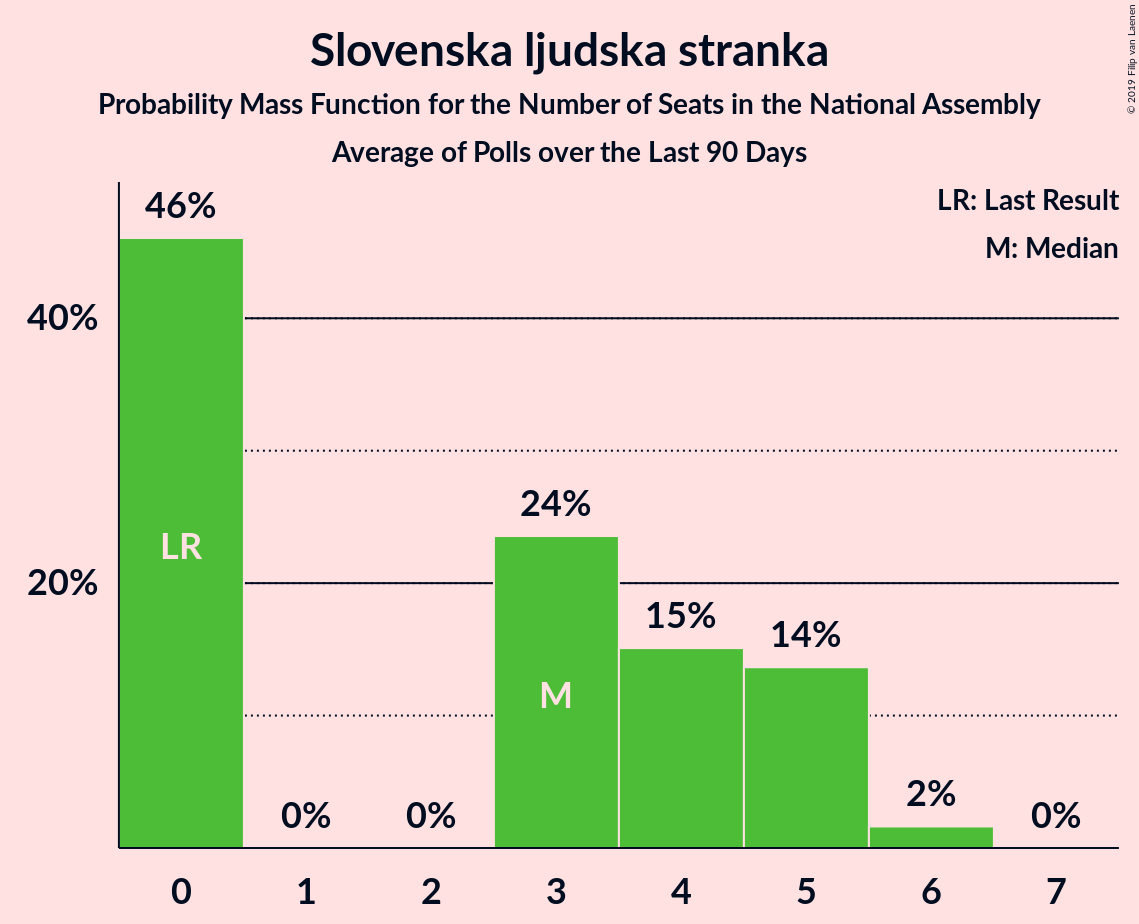 Slovenska ljudska stranka
Probability Mass Function for the Number of Seats in the National Assembly
Average of Polls over the Last 90 Days
© 2019 Filip van Laenen
LR: Last Result
M: Median
46%
40%
24%
LR
20%
15%
14%
M
0%
0%
2%
0%
0
1
2
3
4
5
6
7